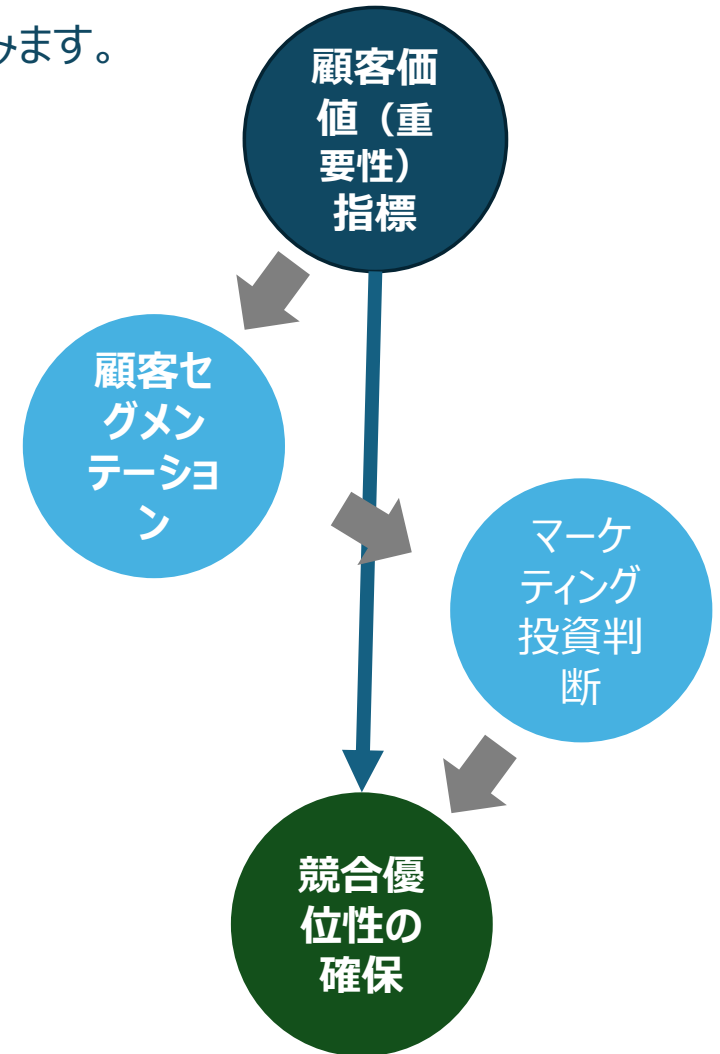 みます。
顧客価
値（重
要性）
指標
顧客セ
グメン
テーショ
ン
マーケ
ティング
投資判
断
競合優
位性の
確保